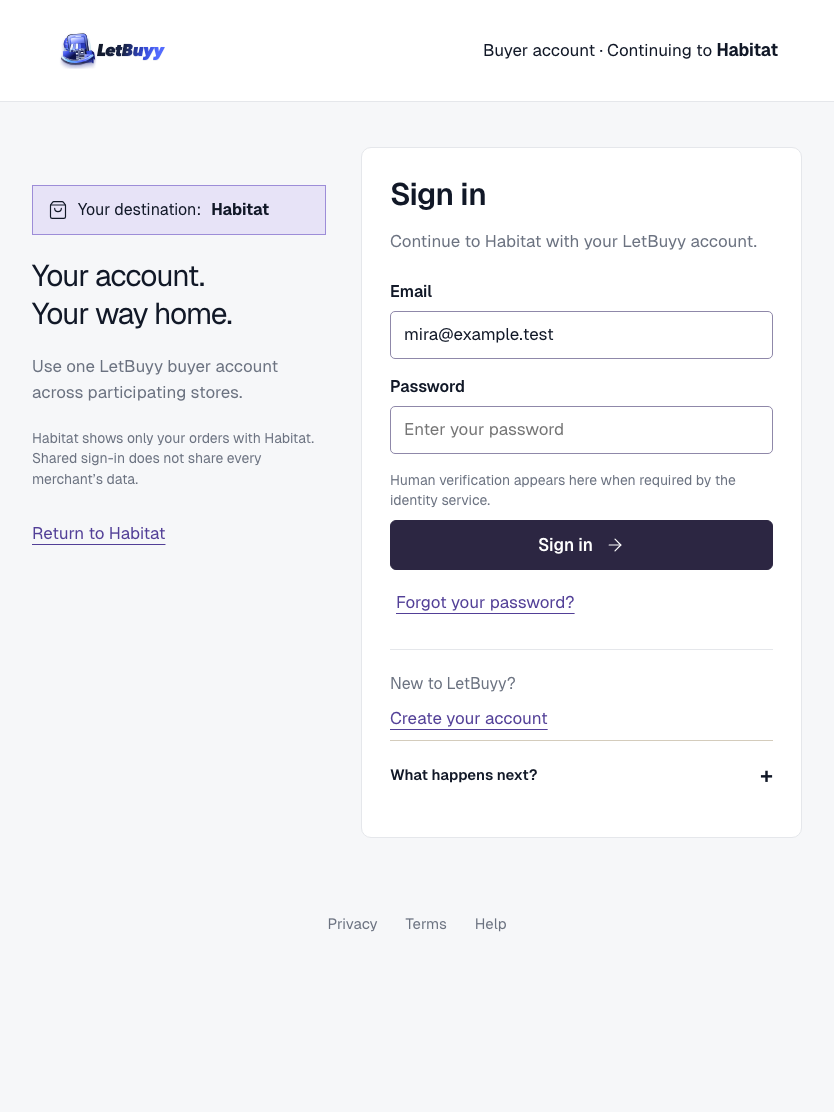 LetBuyy
Buyer account · Continuing to Habitat
Your destination: Habitat
Your account.
Your way home.
Use one LetBuyy buyer account
across participating stores.
Habitat shows only your orders with Habitat.
Shared sign-in does not share every
merchant's data.
Return to Habitat
Sign in
Continue to Habitat with your LetBuyy account.
Email
mira@example.test
Password
Enter your password
Human verification appears here when required by the
identity service.
Sign in →
Forgot your password?
New to LetBuyy?
Create your account
What happens next? +
Privacy Terms Help